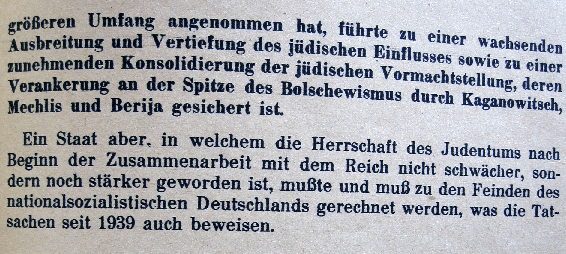 größeren Umfang angenommen hat, führte zu einer wachsenden
Ausbreitung und Vertiefung des jüdischen Einflusses sowie zu einer
zunehmenden Konsolidierung der jüdischen Vormachtstellung, deren
Verankerung an der Spitze des Bolschewismus durch Kaganowitsch,
Mechlis und Berija gesichert ist.
Ein Staat aber, in welchem die Herrschaft des Judentums nach
Beginn der Zusammenarbeit mit dem Reich nicht schwächer, son-
dern noch stärker geworden ist, mußte und muß zu den Feinden des
nationalsozialistischen Deutschlands gerechnet werden, was die Tat-
sachen seit 1939 auch beweisen.